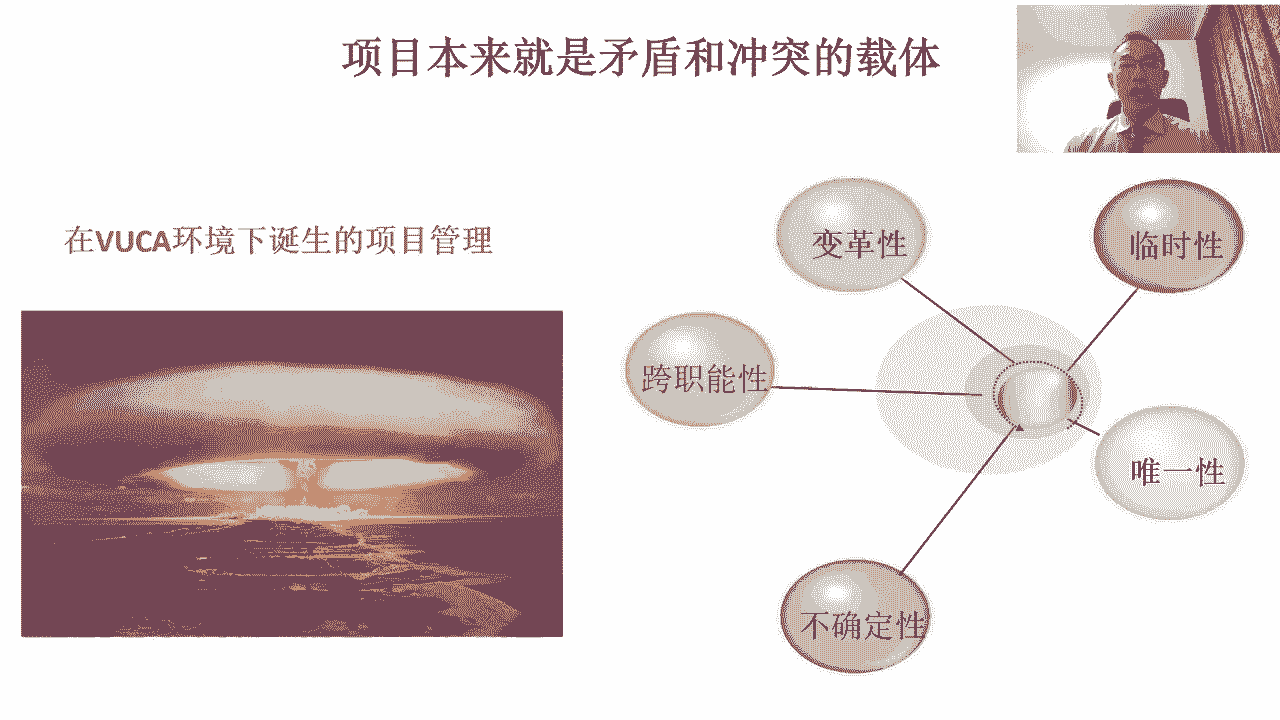 项目本来就是矛盾和冲突的载体
在VUCA环境下诞生的项目管理
变革性
临时性
跨职能性
唯一性
不确定性